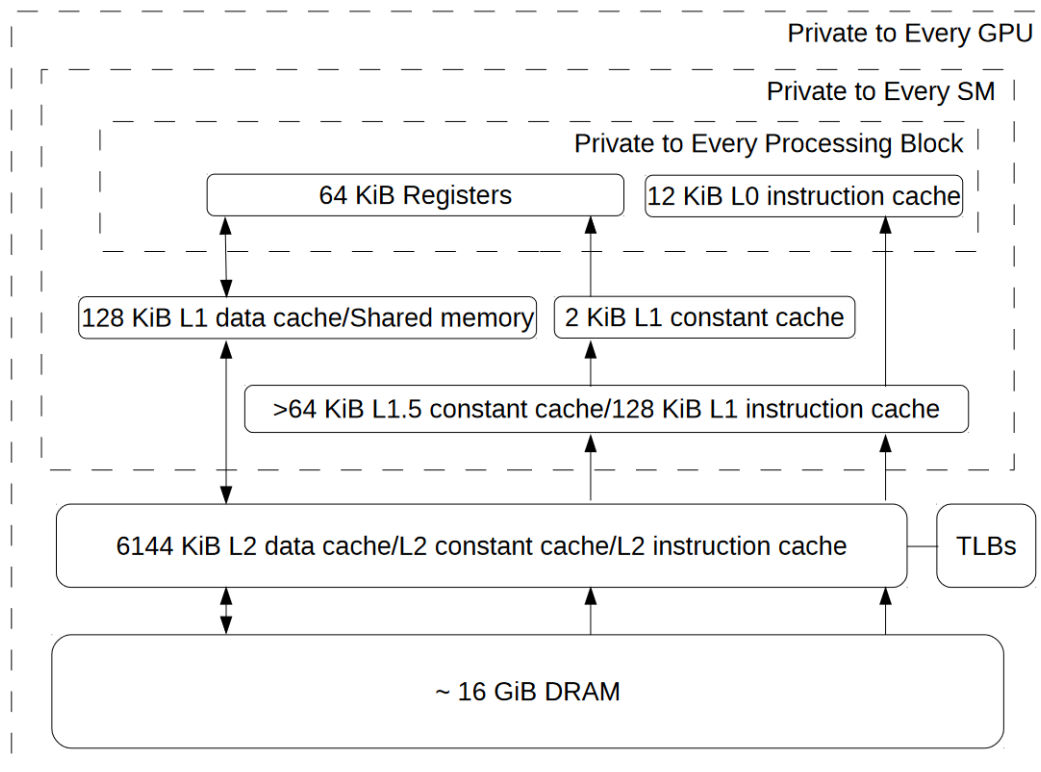 Private to Every GPU
Private to Every SM
Private to Every Processing Block
64 KiB Registers
12 KiB L0 instruction cache
128 KiB L1 data cache/Shared memory
2 KiB L1 constant cache
>64 KiB L1.5 constant cache/128 KiB L1 instruction cache
6144 KiB L2 data cache/L2 constant cache/L2 instruction cache
TLBs
~ 16 GiB DRAM